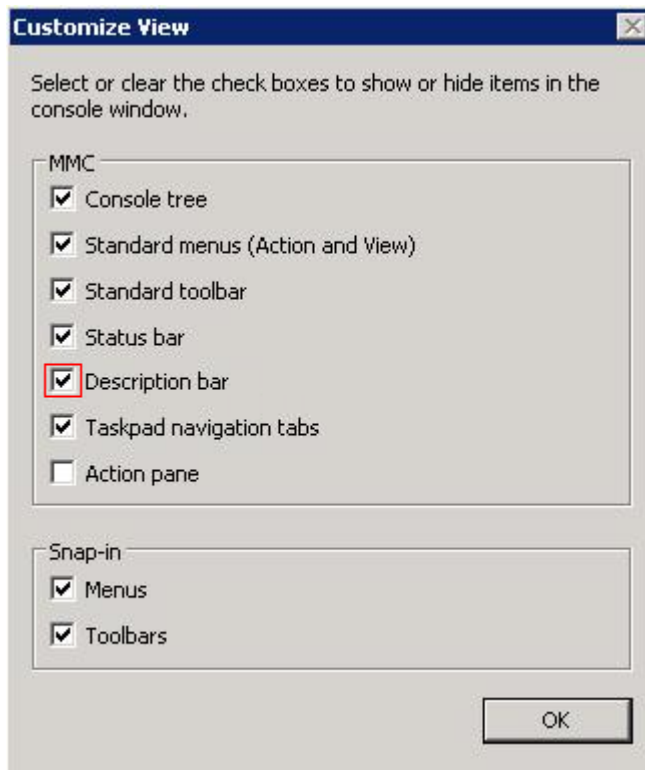 Customize View
Select or clear the check boxes to show or hide items in the
console window.
MMC
Console tree
Standard menus (Action and View)
Standard toolbar
Status bar
Description bar
Taskpad navigation tabs
Action pane
Snap-in
Menus
Toolbars
OK